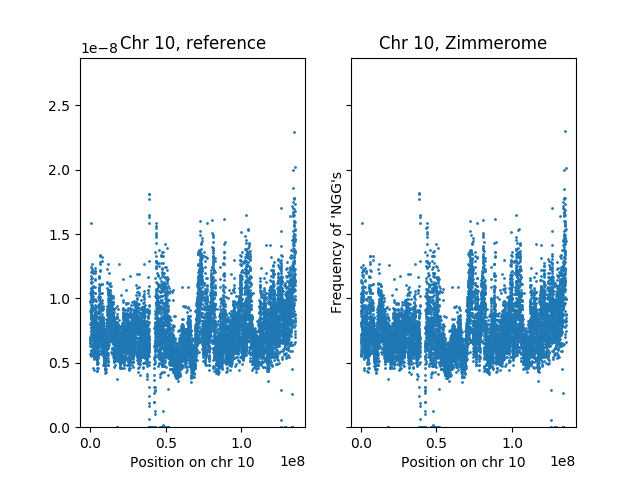 Chr 10, reference
Chr 10, Zimmerome
1e−8
2.5
2.0
1.5
1.0
0.5
0.0
Frequency of 'NGG's
0.0 0.5 1.0
0.0 0.5 1.0
1e8
1e8
Position on chr 10
Position on chr 10